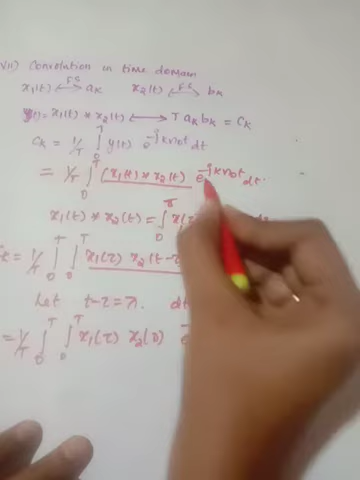 VII) Convolution in time domain
x₁(t) ←FS→ aₖ    x₂(t) ←FS→ bₖ
y(t) = x₁(t) * x₂(t) ⟷ T aₖ bₖ = cₖ
cₖ = 1/T ∫₀ᵀ y(t) e^(-jkω₀t) dt
= 1/T ∫₀ᵀ (x₁(t) * x₂(t)) e^(-jkω₀t) dt.
x₁(t) * x₂(t) = ∫₀ᵀ
= 1/T ∫₀ᵀ ∫₀ᵀ x₁(τ) x₂(t-τ
Let t-τ = λ. dt
= 1/T ∫₀ᵀ ∫₀ᵀ x₁(τ) x₂(λ)